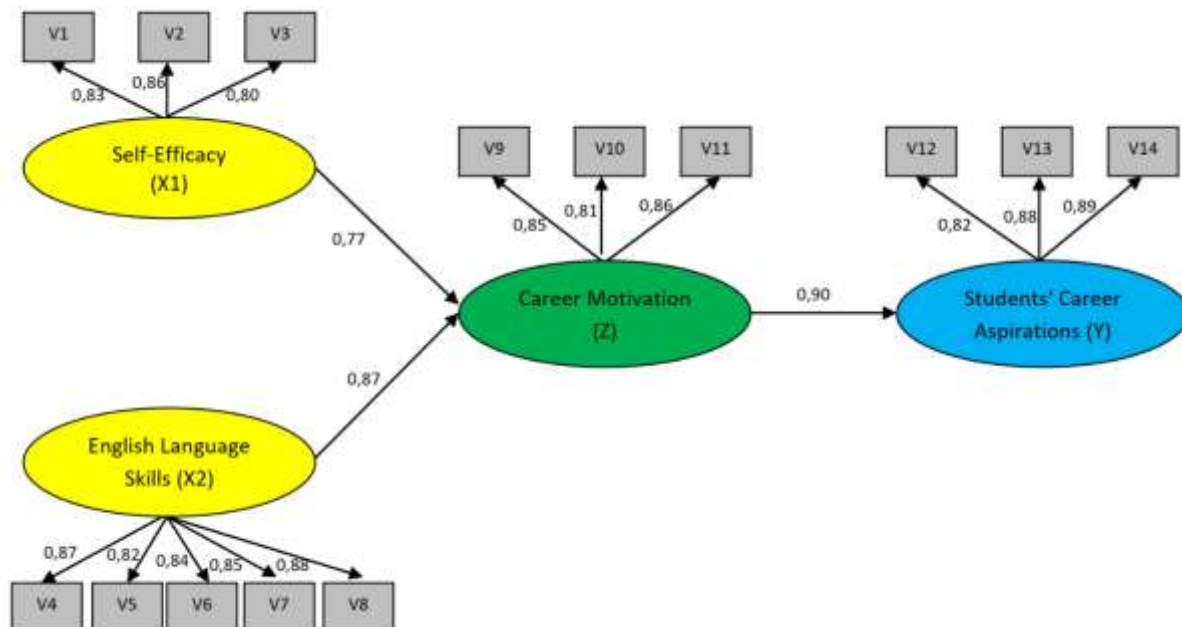 V1 V2 V3
0,83 0,86 0,80
Self-Efficacy
(X1)
0,77
V9 V10 V11
0,85 0,81 0,86
Career Motivation
(Z)
0,90
V12 V13 V14
0,82 0,88 0,89
Students' Career
Aspirations (Y)
0,87
English Language
Skills (X2)
0,87 0,82 0,84 0,85 0,88
V4 V5 V6 V7 V8